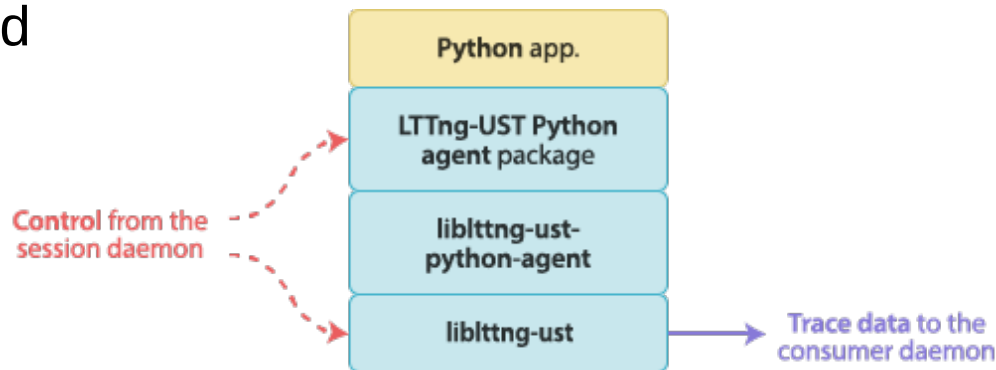 d
Python app.
LTTng-UST Python
agent package
Control from the
session daemon
liblttng-ust-
python-agent
liblttng-ust
Trace data to the
consumer daemon